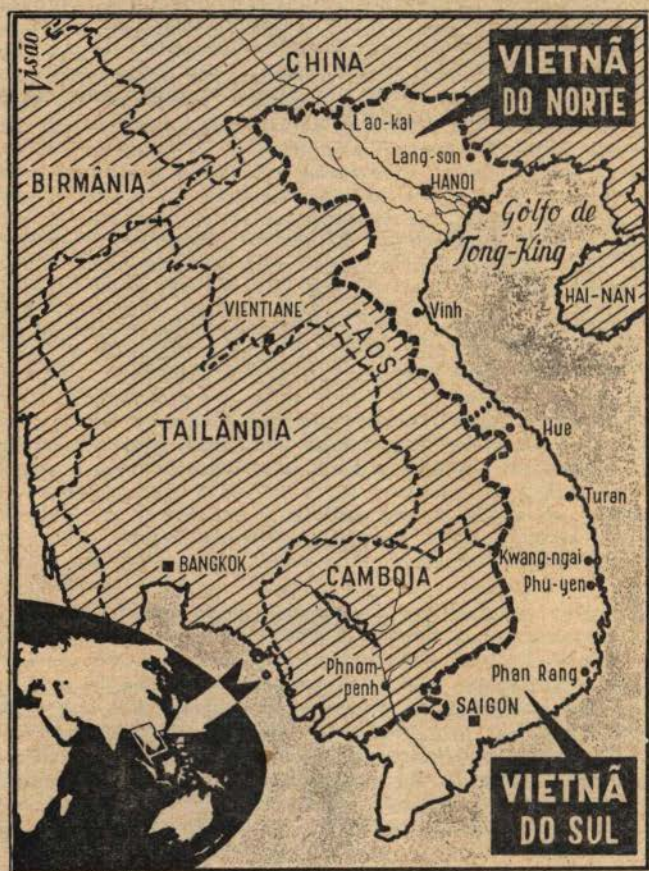 Visão
CHINA
VIETNÃ
DO NORTE
Lao-kai
Lang-son
HANOI
BIRMÂNIA
Gôlfo de
Tong-King
HAI-NAN
VIENTIANE
LAOS
Vinh
TAILÂNDIA
Hue
Turan
BANGKOK
Kwang-ngai
Phu-yen
CAMBOJA
Phnom-
penh
Phan Rang
SAIGON
VIETNÃ
DO SUL